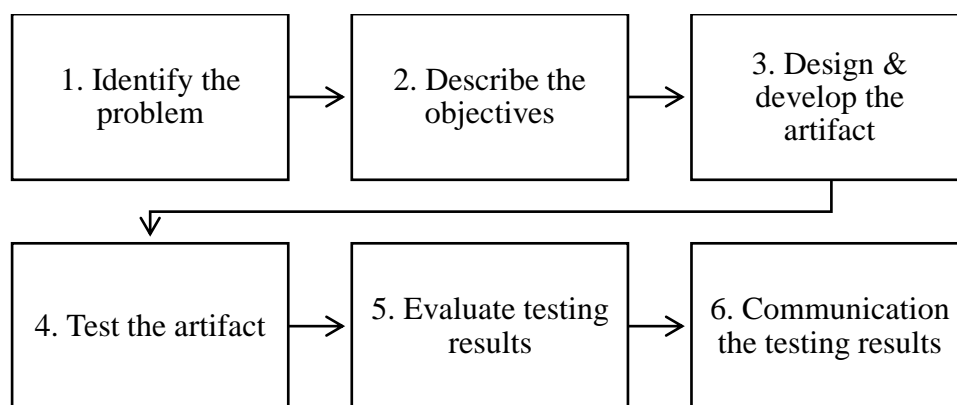 1. Identify the
problem
2. Describe the
objectives
3. Design &
develop the
artifact
4. Test the artifact
5. Evaluate testing
results
6. Communication
the testing results